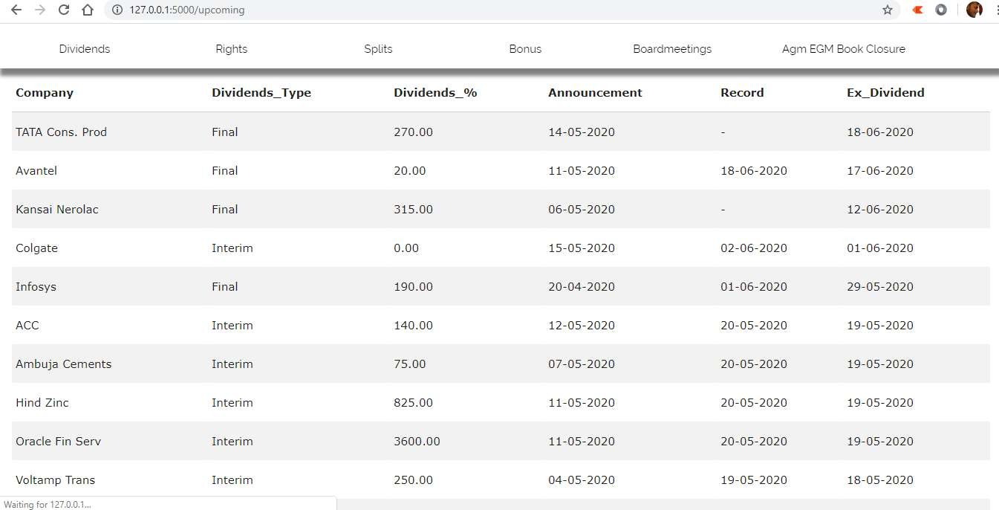 127.0.0.1:5000/upcoming
Dividends Rights Splits Bonus Boardmeetings Agm EGM Book Closure
Company Dividends_Type Dividends_% Announcement Record Ex_Dividend
TATA Cons. Prod Final 270.00 14-05-2020 - 18-06-2020
Avantel Final 20.00 11-05-2020 18-06-2020 17-06-2020
Kansai Nerolac Final 315.00 06-05-2020 - 12-06-2020
Colgate Interim 0.00 15-05-2020 02-06-2020 01-06-2020
Infosys Final 190.00 20-04-2020 01-06-2020 29-05-2020
ACC Interim 140.00 12-05-2020 20-05-2020 19-05-2020
Ambuja Cements Interim 75.00 07-05-2020 20-05-2020 19-05-2020
Hind Zinc Interim 825.00 11-05-2020 20-05-2020 19-05-2020
Oracle Fin Serv Interim 3600.00 11-05-2020 20-05-2020 19-05-2020
Voltamp Trans Interim 250.00 04-05-2020 19-05-2020 18-05-2020
Waiting for 127.0.0.1...